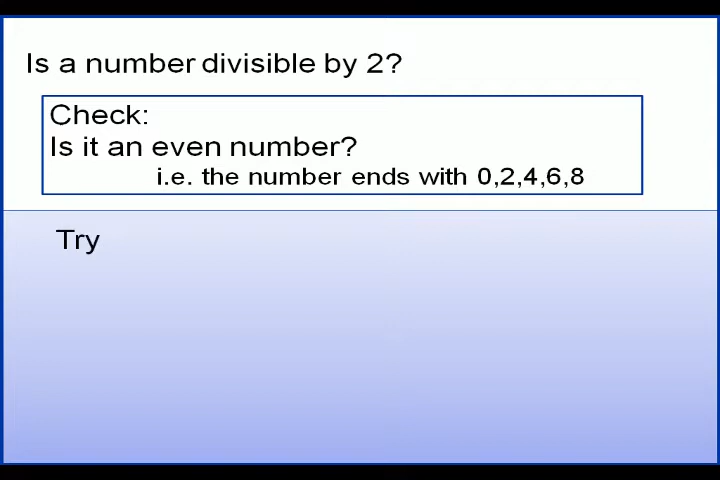 Is a number divisible by 2?
Check:
Is it an even number?
i.e. the number ends with 0,2,4,6,8
Try